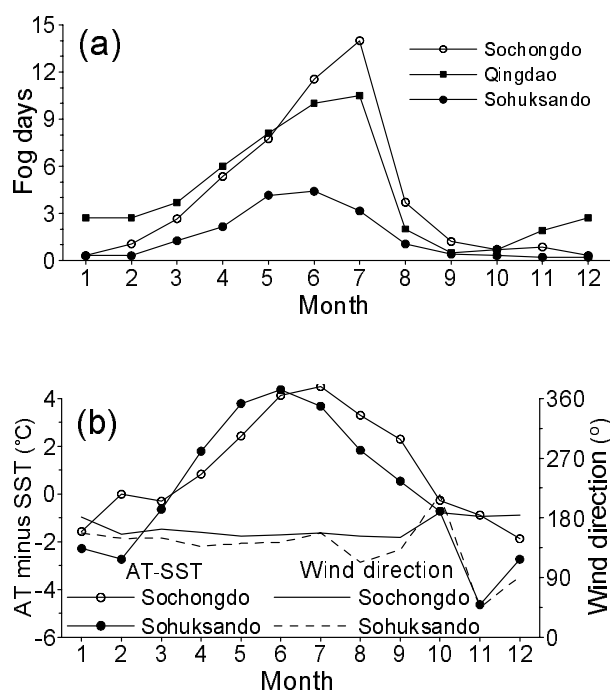 (a)
Fog days
15
12
9
6
3
0
Sochongdo
Qingdao
Sohuksando
1 2 3 4 5 6 7 8 9 10 11 12
Month
(b)
AT minus SST (°C)
4
2
0
-2
-4
-6
AT-SST
Sochongdo
Sohuksando
Wind direction
Sochongdo
Sohuksando
360
270
180
90
0
Wind direction (°)
1 2 3 4 5 6 7 8 9 10 11 12
Month